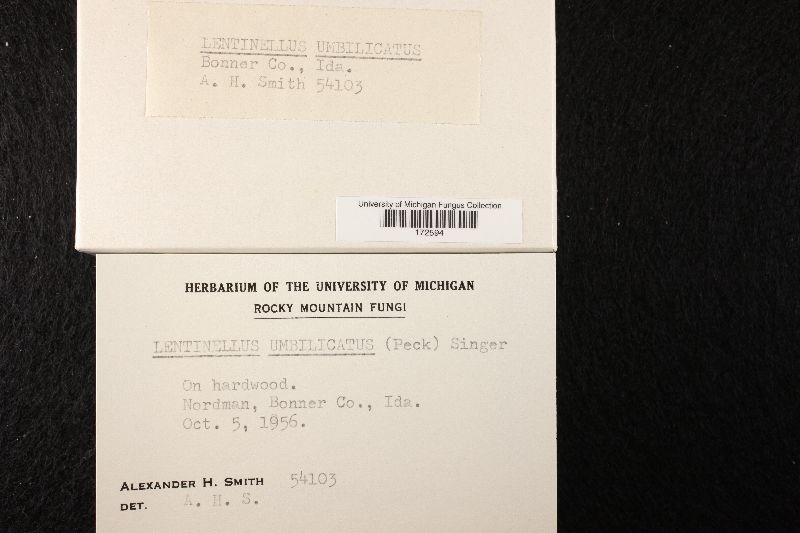 LENTINELLUS UMBILICATUS
Bonner Co., Ida.
A. H. Smith 54103
University of Michigan Fungus Collection
172594
HERBARIUM OF THE UNIVERSITY OF MICHIGAN
ROCKY MOUNTAIN FUNGI
LENTINELLUS UMBILICATUS (Peck) Singer
On hardwood.
Nordman, Bonner Co., Ida.
Oct. 5, 1956.
ALEXANDER H. SMITH 54103
DET. A. H. S.